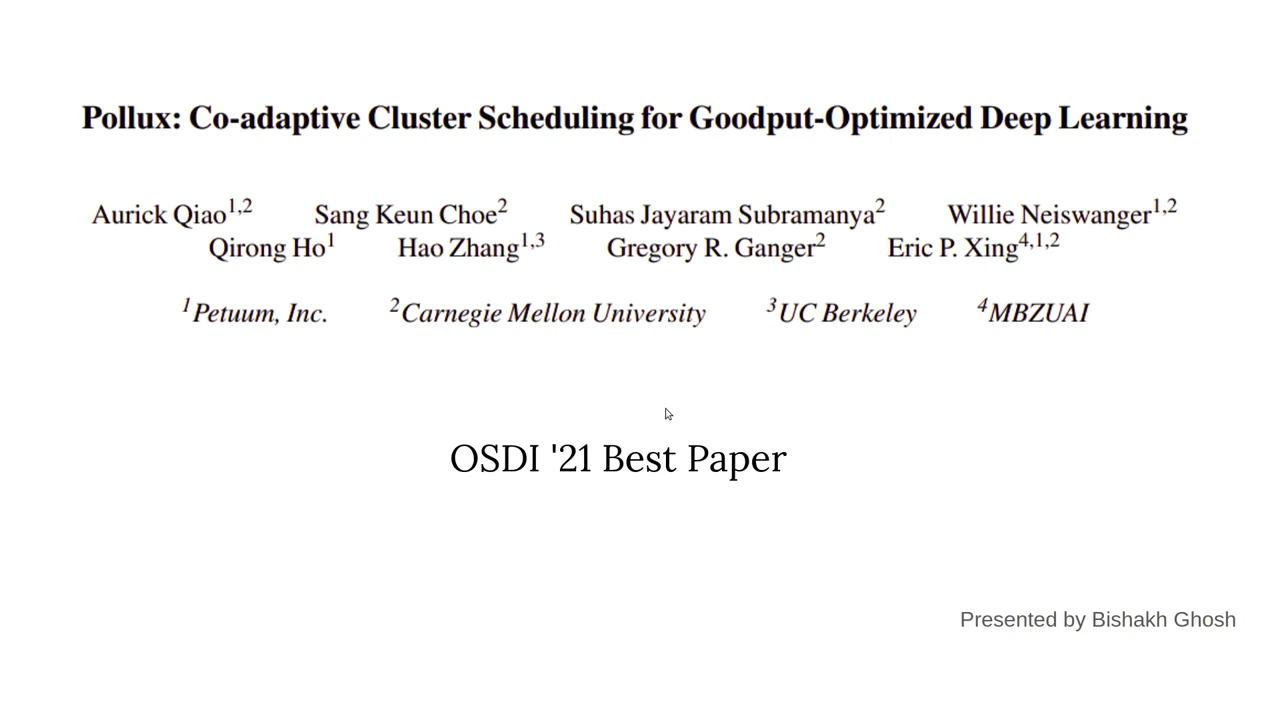 Pollux: Co-adaptive Cluster Scheduling for Goodput-Optimized Deep Learning
Aurick Qiao1,2 Sang Keun Choe2 Suhas Jayaram Subramanya2 Willie Neiswanger1,2
Qirong Ho1 Hao Zhang1,3 Gregory R. Ganger2 Eric P. Xing4,1,2
1Petuum, Inc. 2Carnegie Mellon University 3UC Berkeley 4MBZUAI
OSDI '21 Best Paper
Presented by Bishakh Ghosh